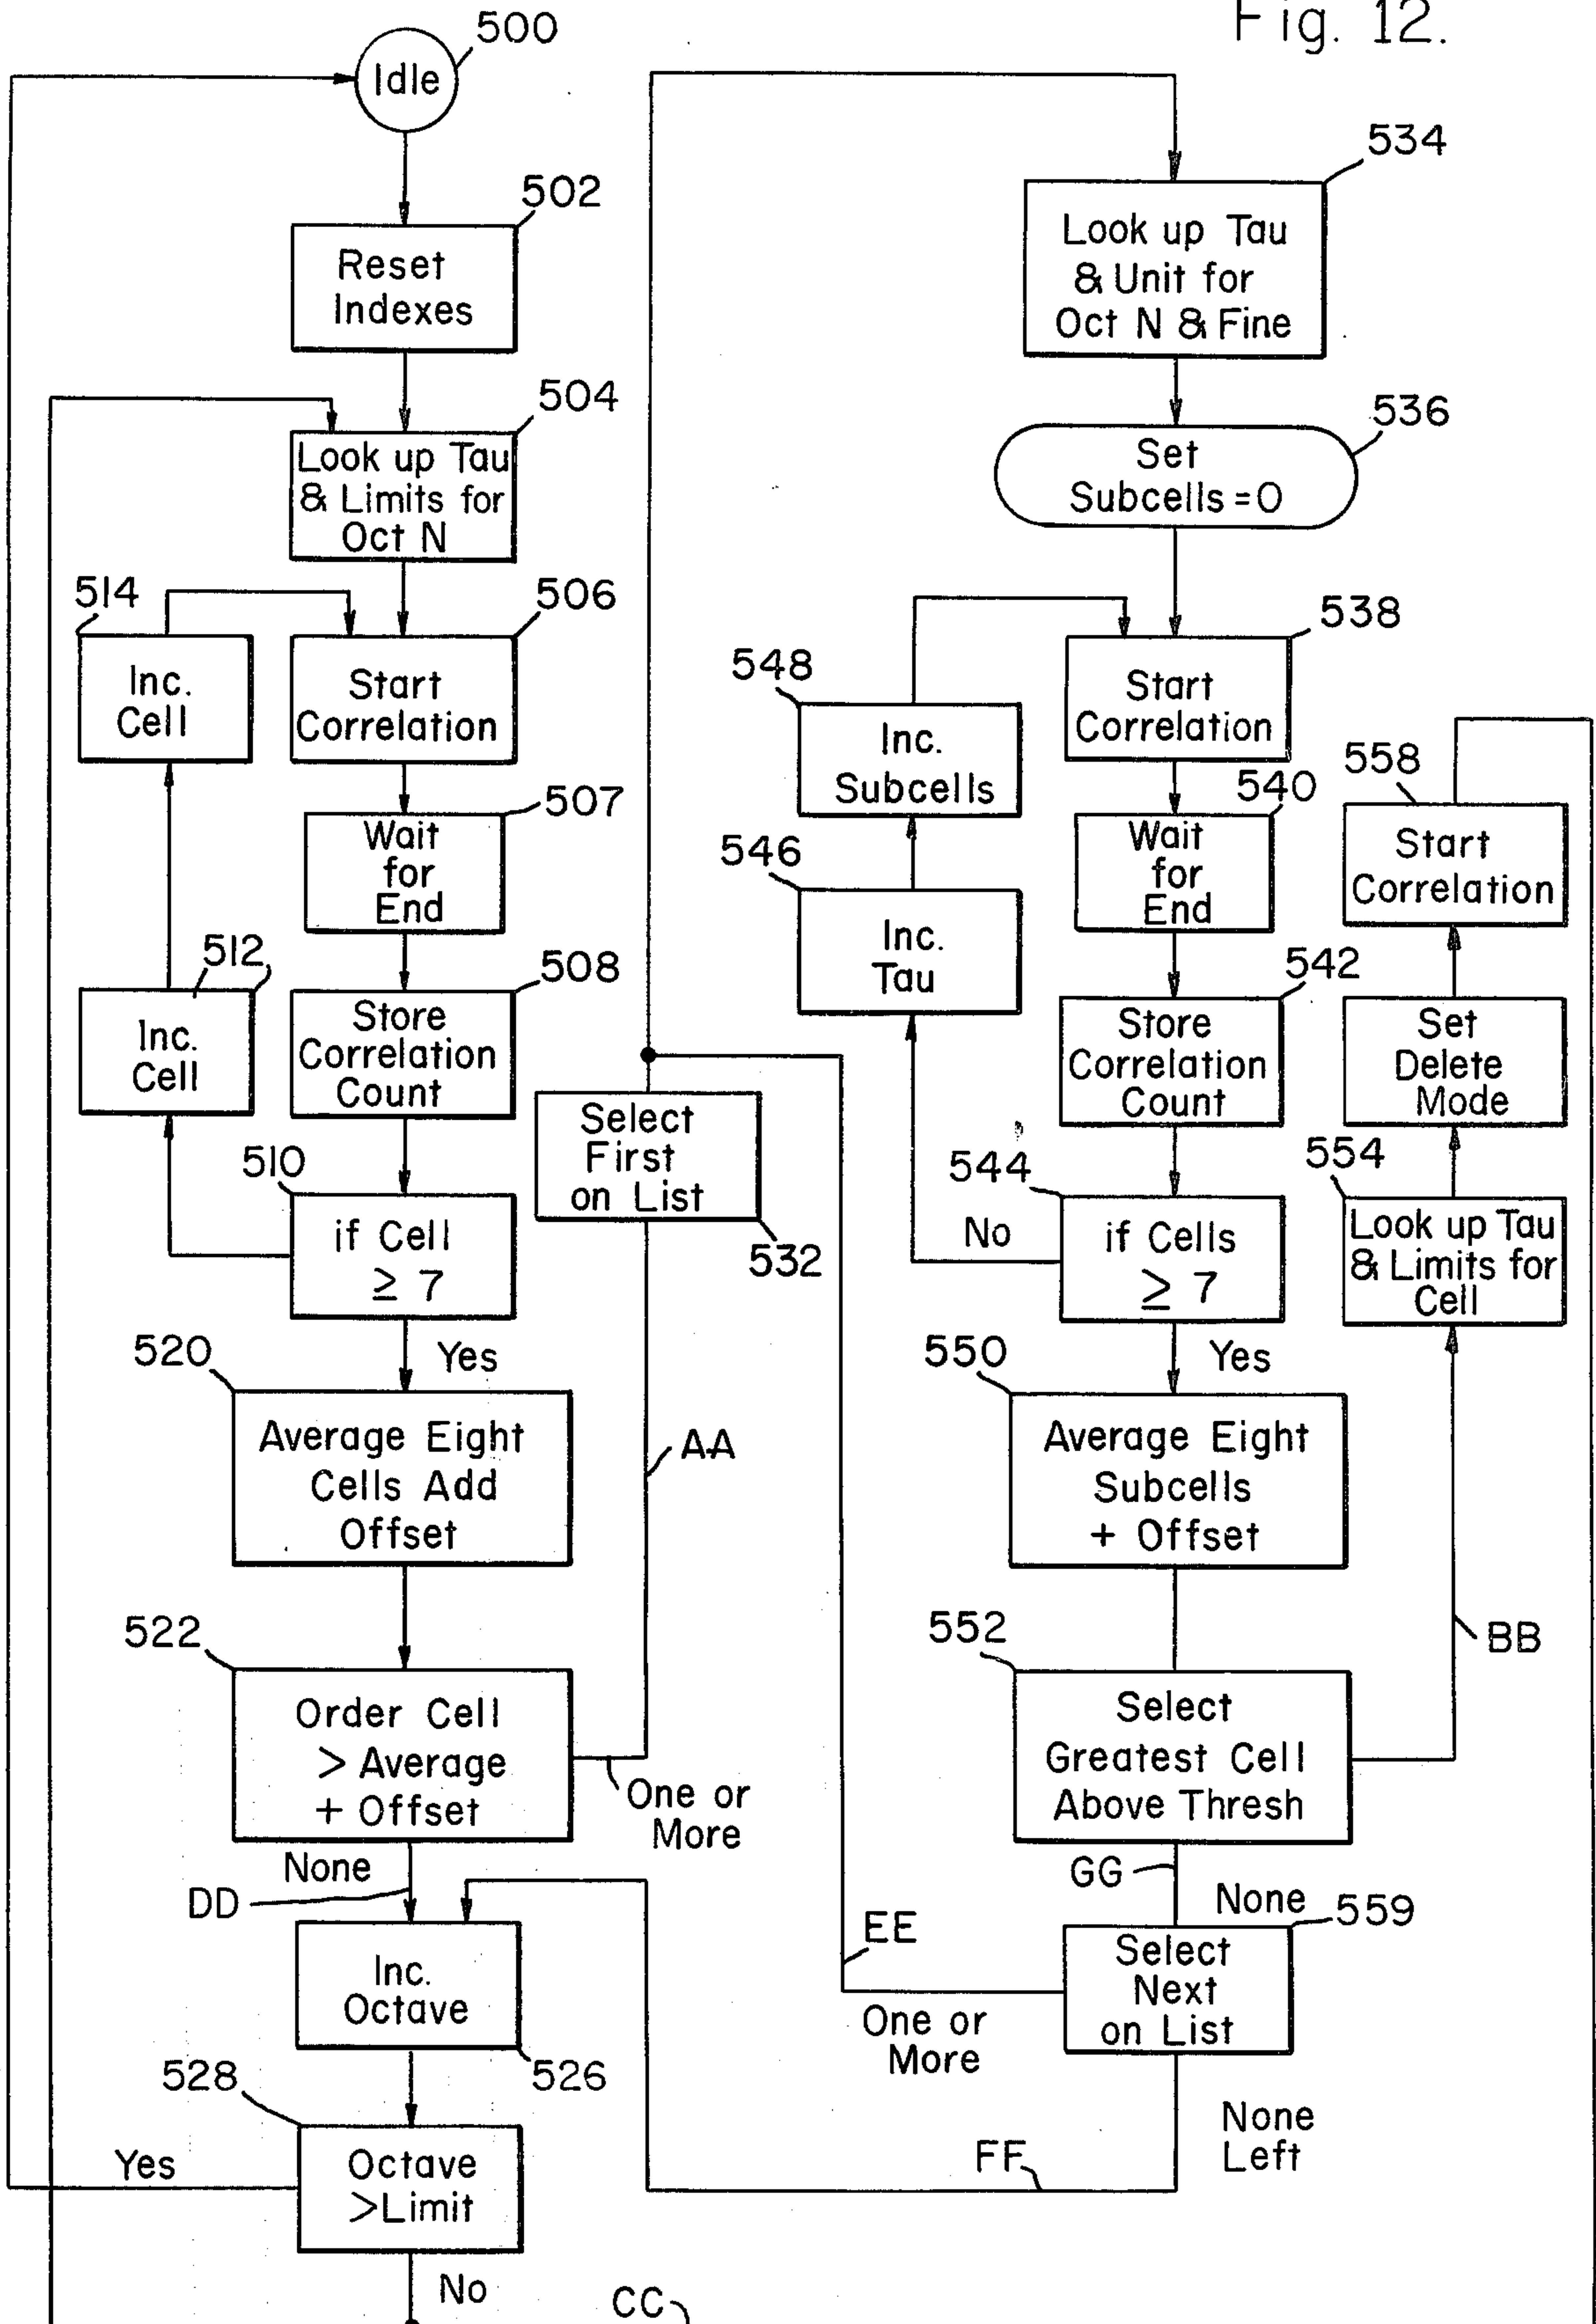 Fig. 12.
500
Idle
502
Reset
Indexes
504
Look up Tau
& Limits for
Oct N
514
Inc.
Cell
506
Start
Correlation
507
Wait
for
End
512
Inc.
Cell
508
Store
Correlation
Count
510
if Cell
≥ 7
Yes
520
Average Eight
Cells Add
Offset
522
Order Cell
> Average
+ Offset
One or
More
None
DD
Inc.
Octave
526
528
Octave
>Limit
Yes
No
AA
Select
First
on List
532
534
Look up Tau
& Unit for
Oct N & Fine
536
Set
Subcells = 0
538
Start
Correlation
548
Inc.
Subcells
546
Inc.
Tau
540
Wait
for
End
542
Store
Correlation
Count
544
if Cells
≥ 7
No
Yes
550
Average Eight
Subcells
+ Offset
552
Select
Greatest Cell
Above Thresh
GG
None
559
Select
Next
on List
EE
One or
More
None
Left
FF
558
Start
Correlation
Set
Delete
Mode
554
Look up Tau
& Limits for
Cell
BB
CC